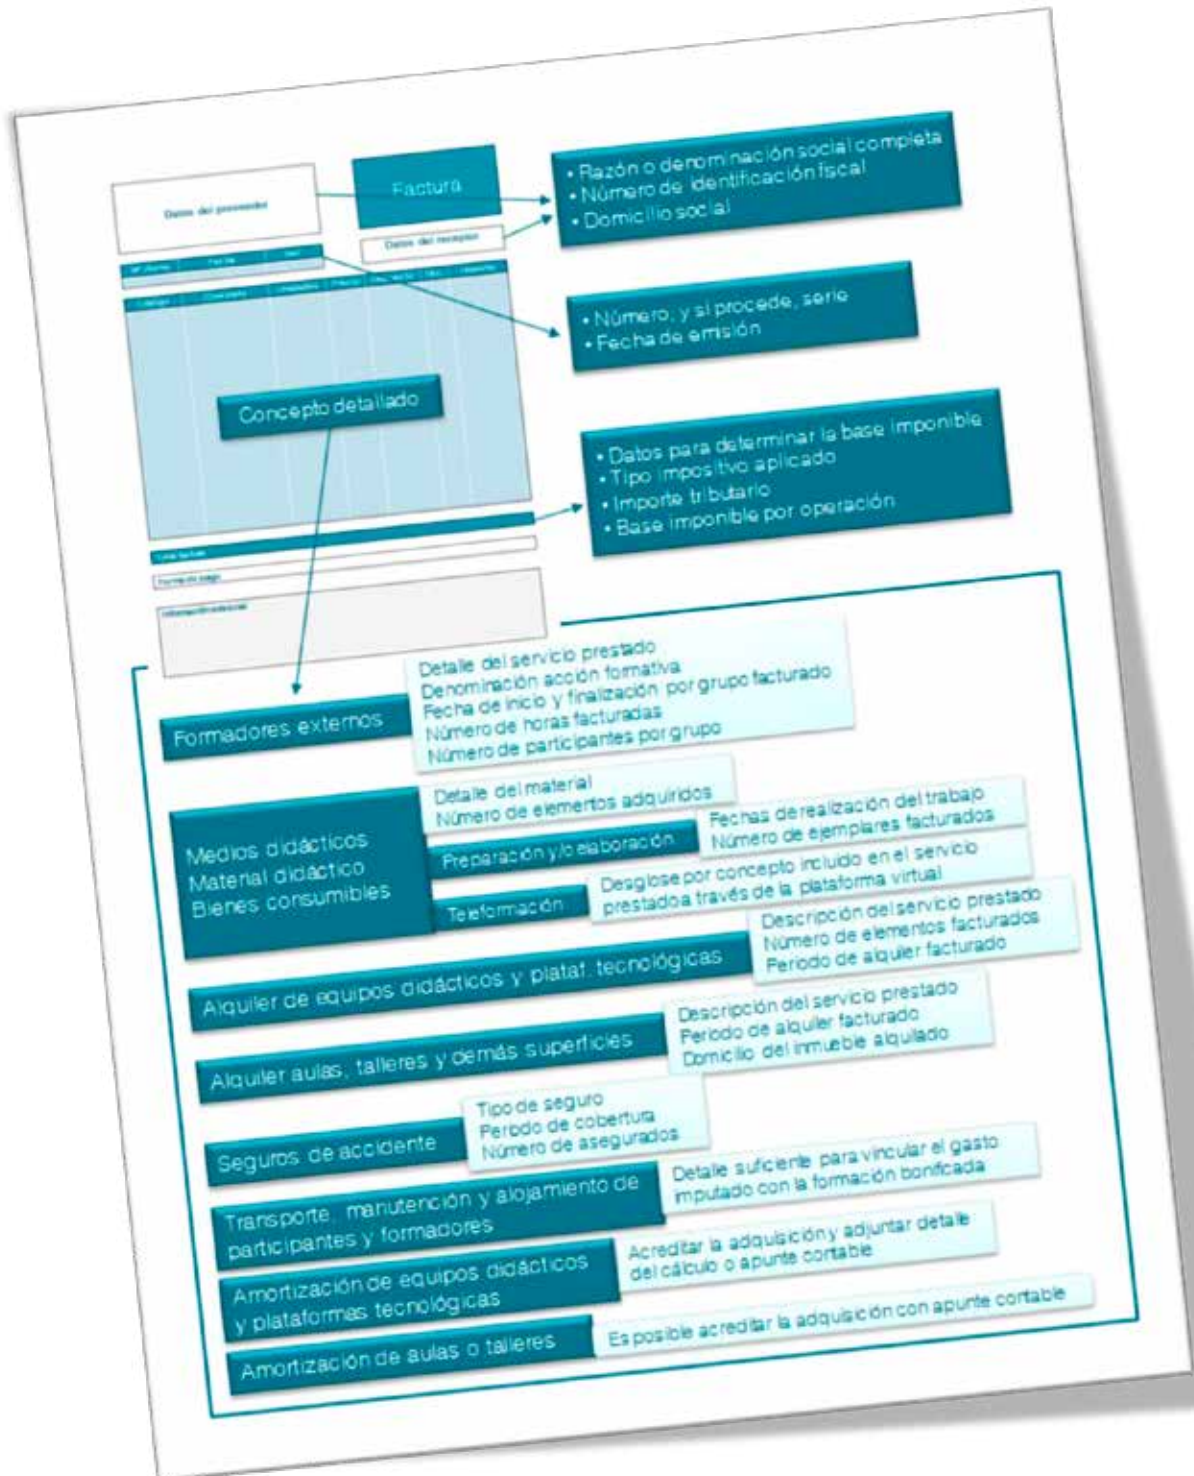 Datos del proveedor
Factura
Datos del receptor
• Razón o denominación social completa
• Número de identificación fiscal
• Domicilio social
Fecha
Concepto
• Número, y si procede, serie
• Fecha de emisión
Concepto detallado
• Datos para determinar la base imponible
• Tipo impositivo aplicado
• Importe tributario
• Base imponible por operación
Total factura
Forma de pago
Formadores externos
Detalle del servicio prestado
Denominación acción formativa
Fecha de inicio y finalización por grupo facturado
Número de horas facturadas
Número de participantes por grupo
Medios didácticos
Material didáctico
Bienes consumibles
Detalle del material
Número de elementos adquiridos
Preparación y/o elaboración
Fechas de realización del trabajo
Número de ejemplares facturados
Teleformación
Desglose por concepto incluido en el servicio
prestado a través de la plataforma virtual
Alquiler de equipos didácticos y plataf. tecnológicas
Descripción del servicio prestado
Número de elementos facturados
Periodo de alquiler facturado
Alquiler aulas, talleres y demás superficies
Descripción del servicio prestado
Periodo de alquiler facturado
Domicilio del inmueble alquilado
Seguros de accidente
Tipo de seguro
Periodo de cobertura
Número de asegurados
Transporte, manutención y alojamiento de
participantes y formadores
Detalle suficiente para vincular el gasto
imputado con la formación bonificada
Amortización de equipos didácticos
y plataformas tecnológicas
Acreditar la adquisición y adjuntar detalle
del cálculo o apunte contable
Amortización de aulas o talleres
Es posible acreditar la adquisición con apunte contable